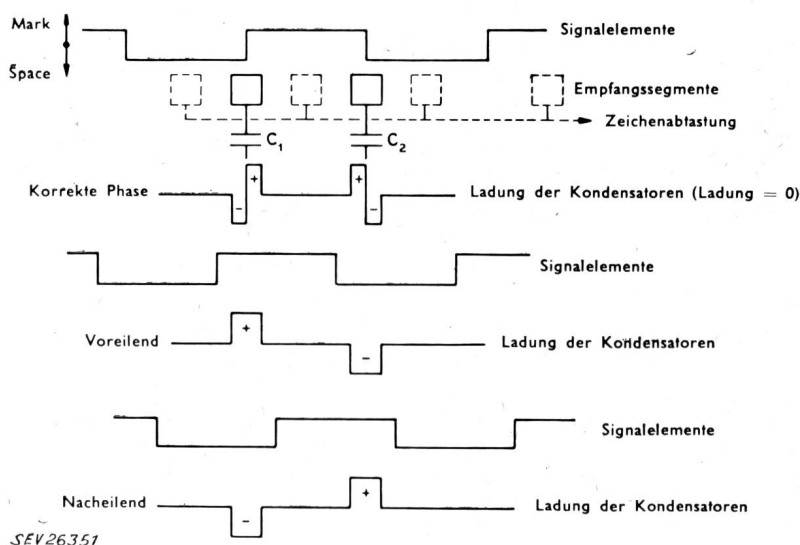 Mark
Signalelemente
Space
Empfangssegmente
Zeichenabtastung
C1
C2
+
+
Korrekte Phase
Ladung der Kondensatoren (Ladung = 0)
-
-
Signalelemente
+
Voreilend
Ladung der Kondensatoren
-
Signalelemente
+
Nacheilend
Ladung der Kondensatoren
-
SEV26351